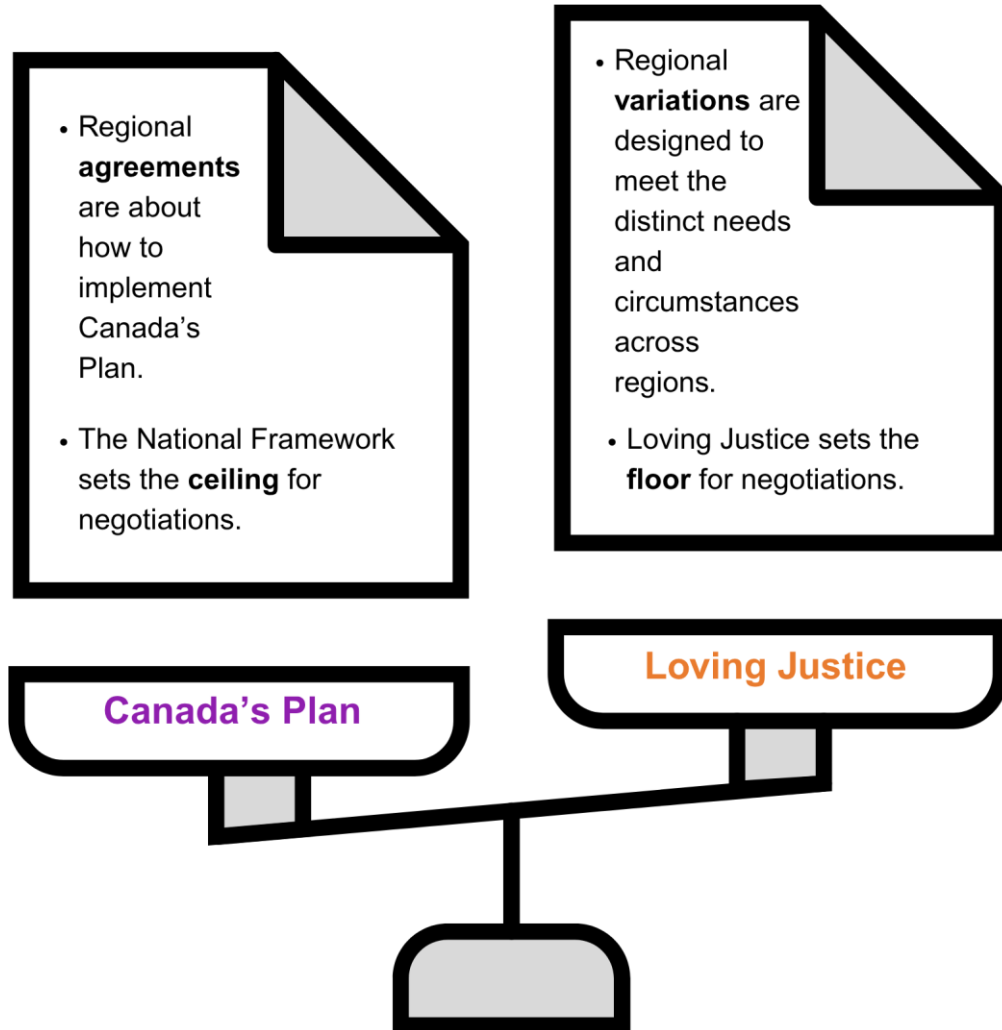 • Regional
agreements
are about
how to
implement
Canada’s
Plan.
• The National Framework
sets the ceiling for
negotiations.
• Regional
variations are
designed to
meet the
distinct needs
and
circumstances
across
regions.
• Loving Justice sets the
floor for negotiations.
Canada’s Plan
Loving Justice